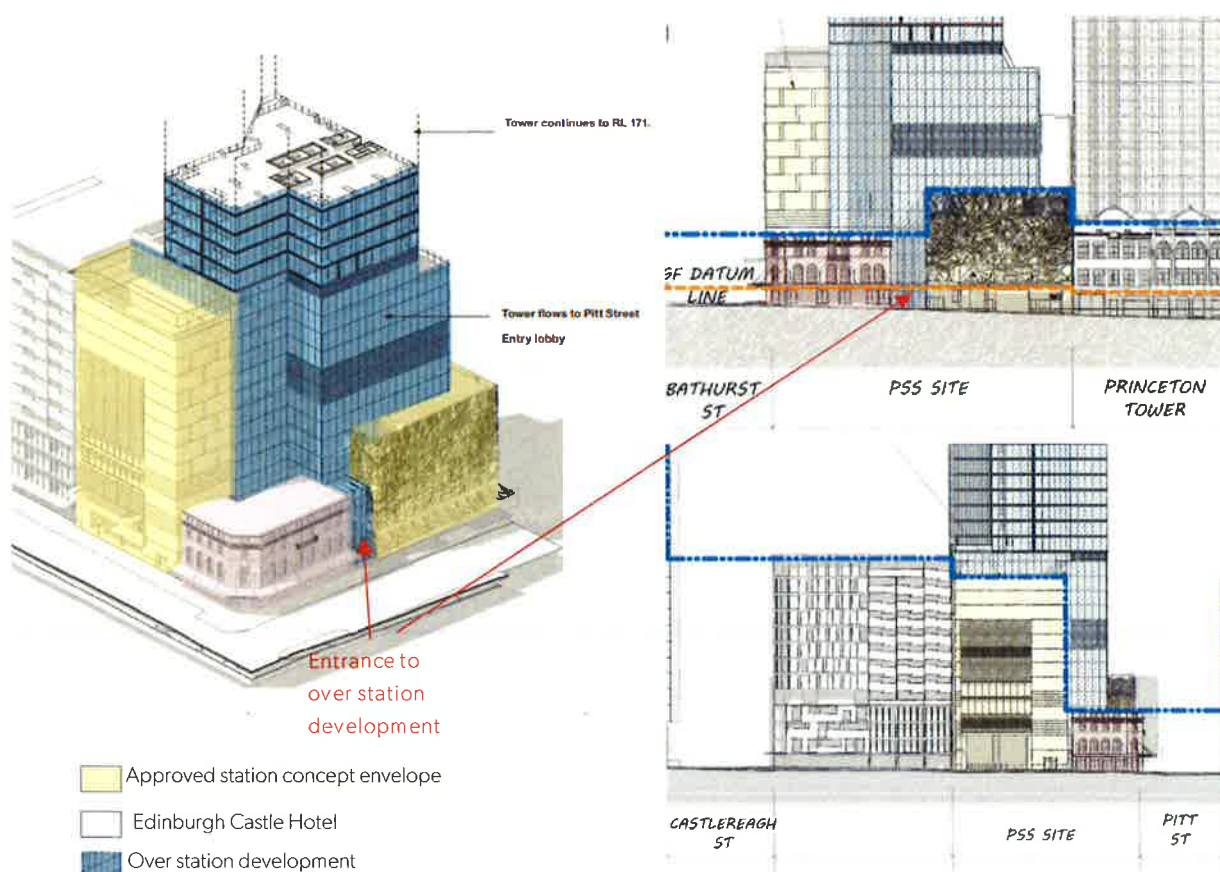 Tower continues to RL 171.
Tower flows to Pitt Street
Entry lobby
Entrance to
over station
development
Approved station concept envelope
Edinburgh Castle Hotel
Over station development
GF DATUM
LINE
BATHURST
ST
PSS SITE
PRINCETON
TOWER
CASTLEREAGH
ST
PSS SITE
PITT
ST